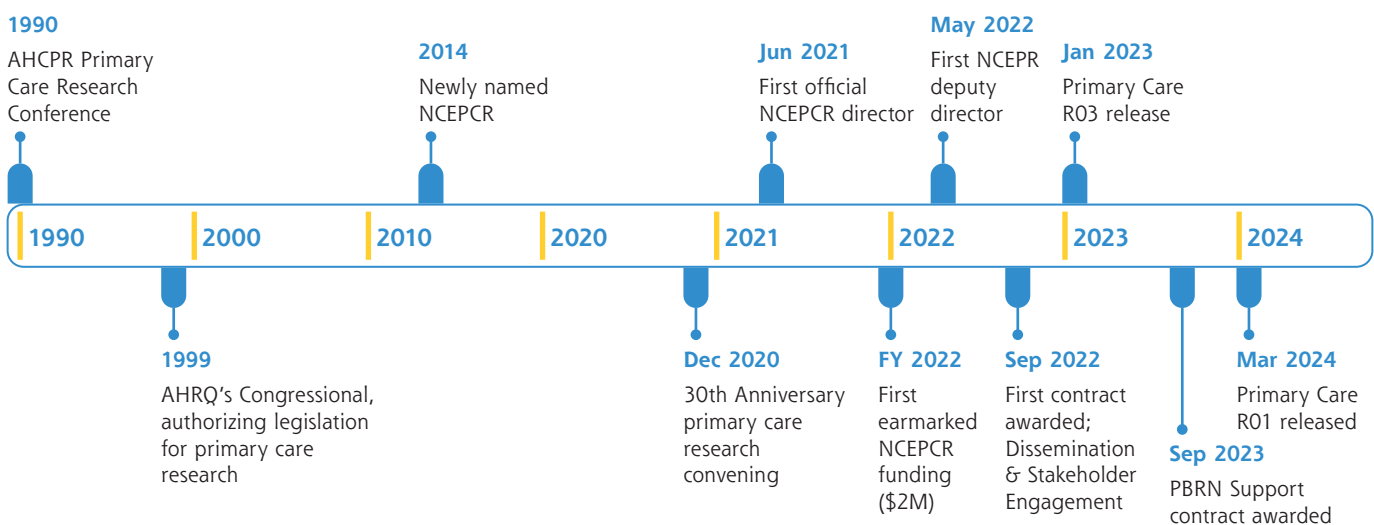 1990
AHCPR Primary
Care Research
Conference
2014
Newly named
NCEPCR
Jun 2021
First official
NCEPCR director
May 2022
First NCEPR
deputy
director
Jan 2023
Primary Care
R03 release
1990
2000
2010
2020
2021
2022
2023
2024
1999
AHRQ's Congressional,
authorizing legislation
for primary care
research
Dec 2020
30th Anniversary
primary care
research
convening
FY 2022
First
earmarked
NCEPCR
funding
($2M)
Sep 2022
First contract
awarded;
Dissemination
& Stakeholder
Engagement
Sep 2023
PBRN Support
contract awarded
Mar 2024
Primary Care
R01 released